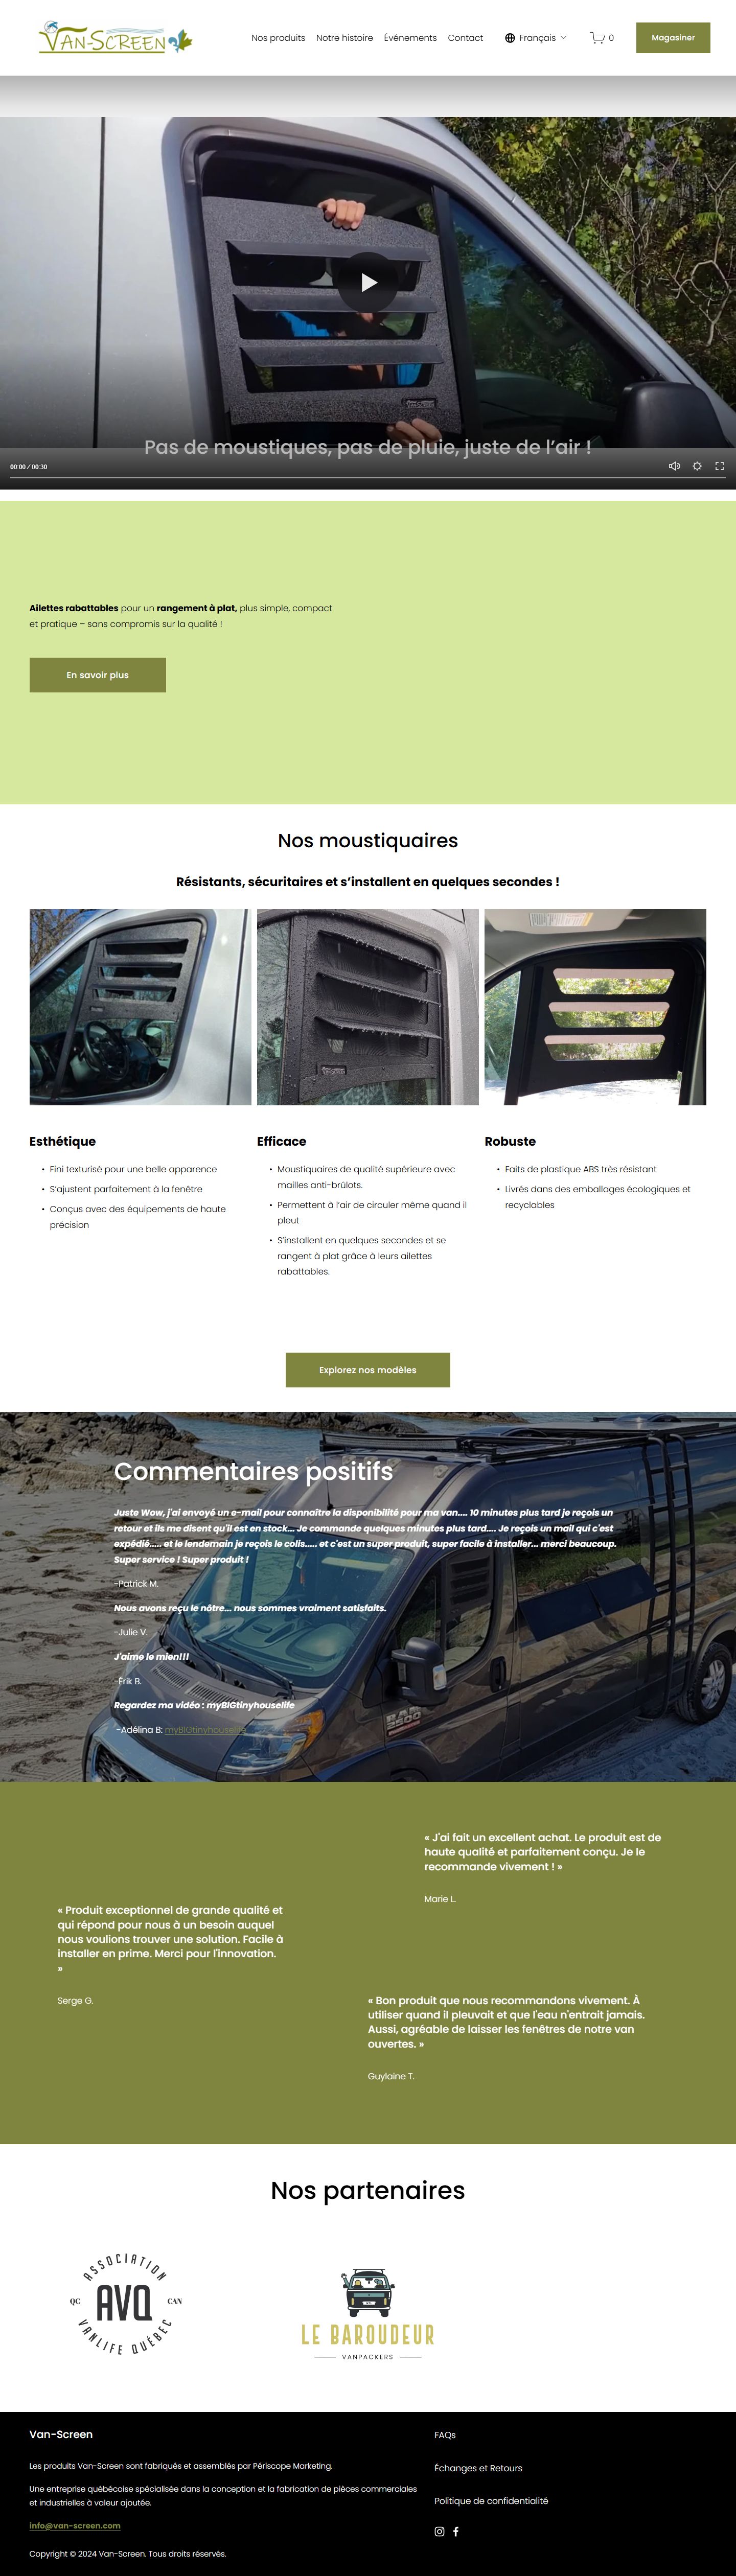 VAN-SCREEN
Nos produits Notre histoire Événements Contact Français 0 Magasiner
Pas de moustiques, pas de pluie, juste de l’air !
00:00 / 00:30
Ailettes rabattables pour un rangement à plat, plus simple, compact
et pratique – sans compromis sur la qualité !
En savoir plus
Nos moustiquaires
Résistants, sécuritaires et s’installent en quelques secondes !
Esthétique
• Fini texturisé pour une belle apparence
• S’ajustent parfaitement à la fenêtre
• Conçus avec des équipements de haute
précision
Efficace
• Moustiquaires de qualité supérieure avec
mailles anti-brûlots.
• Permettent à l’air de circuler même quand il
pleut
• S’installent en quelques secondes et se
rangent à plat grâce à leurs ailettes
rabattables.
Robuste
• Faits de plastique ABS très résistant
• Livrés dans des emballages écologiques et
recyclables
Explorez nos modèles
Commentaires positifs
Juste Wow, j'ai envoyé un e-mail pour connaître la disponibilité pour ma van.... 10 minutes plus tard je reçois un
retour et ils me disent qu'il est en stock... Je commande quelques minutes plus tard.... Je reçois un mail qui c'est
expédié..... et le lendemain je reçois le colis..... et c'est un super produit, super facile à installer... merci beaucoup.
Super service ! Super produit !
-Patrick M.
Nous avons reçu le nôtre... nous sommes vraiment satisfaits.
-Julie V.
J'aime le mien!!!
-Érik B.
Regardez ma vidéo : myBIGtinyhouselife
-Adélina B: myBIGtinyhouselife
« J'ai fait un excellent achat. Le produit est de
haute qualité et parfaitement conçu. Je le
recommande vivement ! »
Marie L.
« Produit exceptionnel de grande qualité et
qui répond pour nous à un besoin auquel
nous voulions trouver une solution. Facile à
installer en prime. Merci pour l'innovation.
»
Serge G.
« Bon produit que nous recommandons vivement. À
utiliser quand il pleuvait et que l'eau n'entrait jamais.
Aussi, agréable de laisser les fenêtres de notre van
ouvertes. »
Guylaine T.
Nos partenaires
ASSOCIATION
QC AVQ CAN
VANLIFE QUÉBEC
LE BAROUDEUR
VANPACKERS
Van-Screen
Les produits Van-Screen sont fabriqués et assemblés par Périscope Marketing.
Une entreprise québécoise spécialisée dans la conception et la fabrication de pièces commerciales
et industrielles à valeur ajoutée.
info@van-screen.com
Copyright © 2024 Van-Screen. Tous droits réservés.
FAQs
Échanges et Retours
Politique de confidentialité